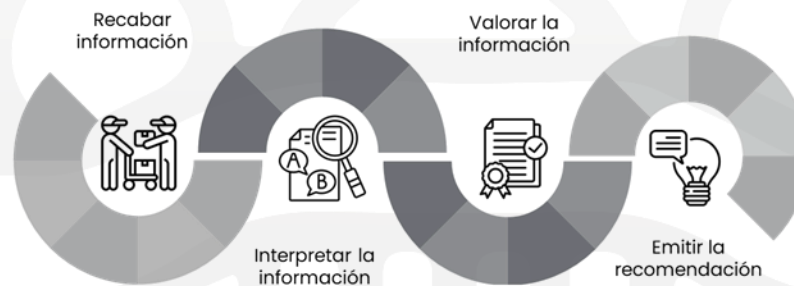 Recabar
información
Interpretar la
información
A
B
Valorar la
información
Emitir la
recomendación